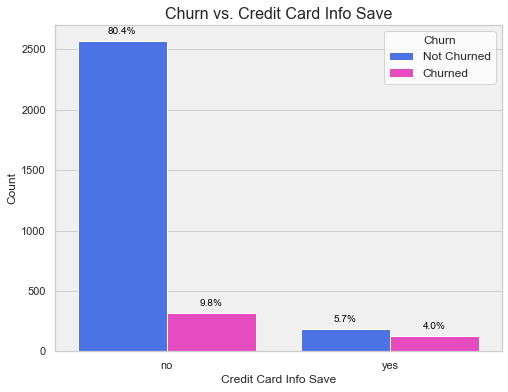 Churn vs. Credit Card Info Save
80.4%
Churn
Not Churned
Churned
2500
2000
1500
1000
500
0
Count
9.8%
5.7%
4.0%
no
yes
Credit Card Info Save